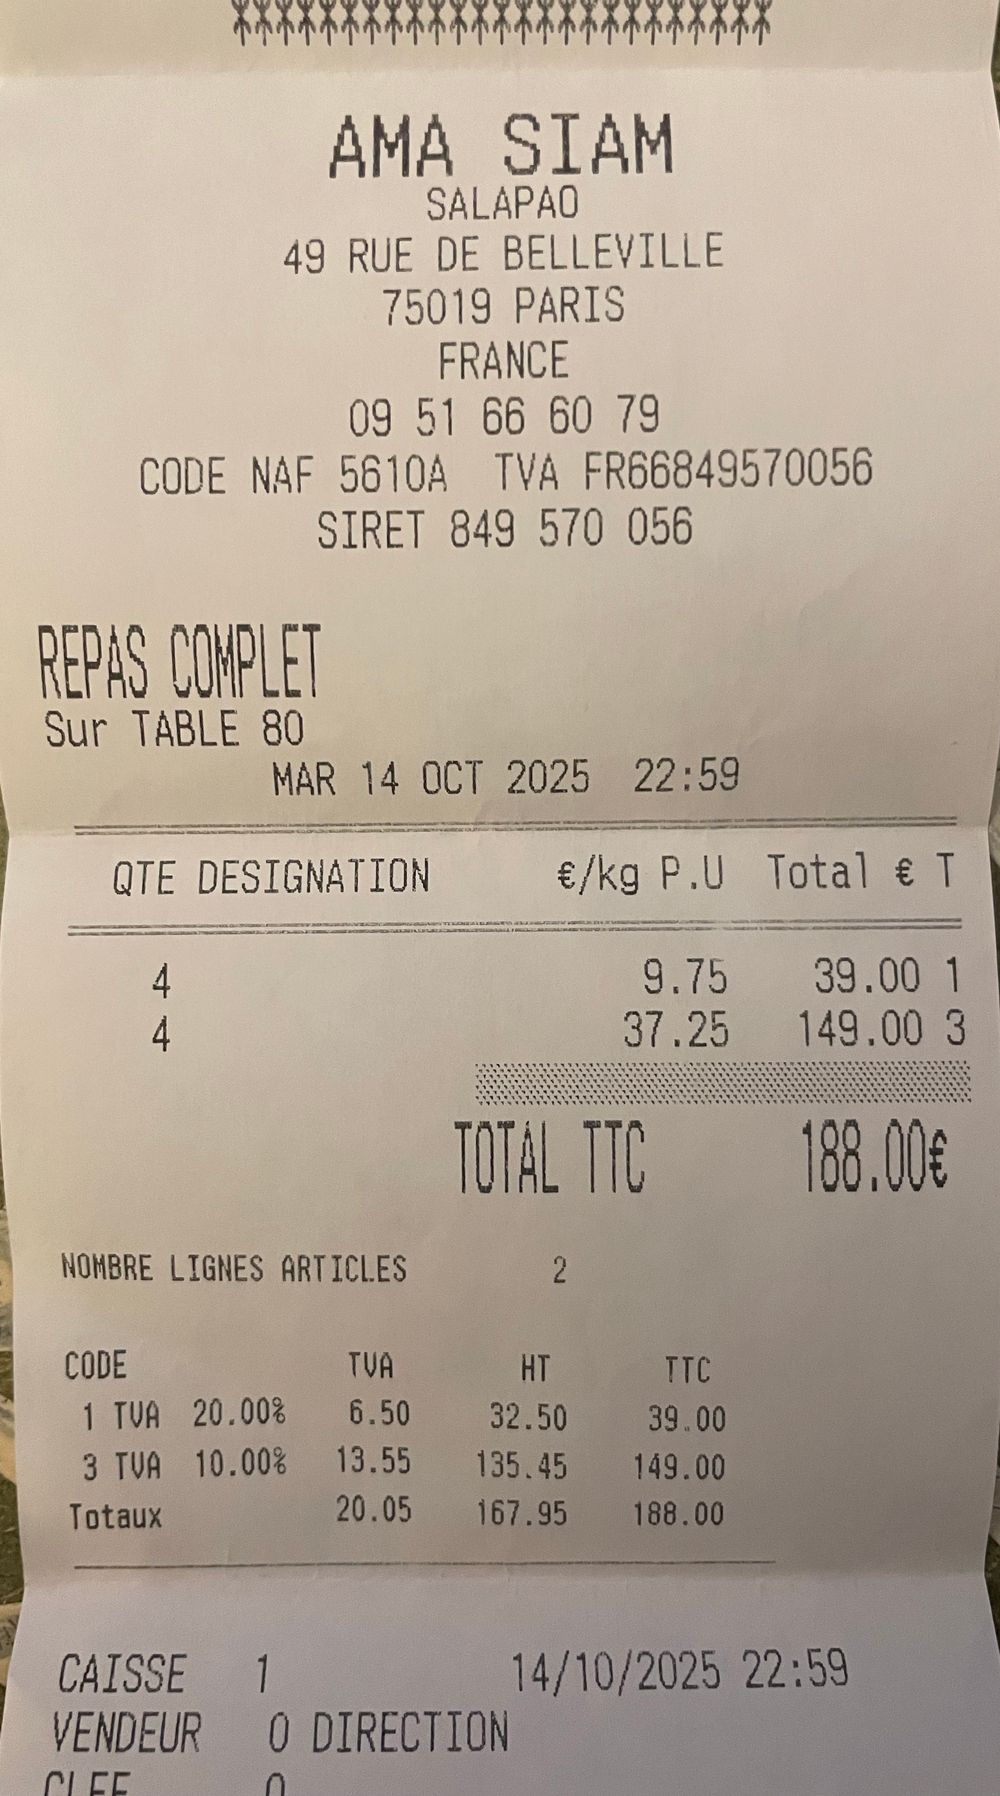 AMA SIAM
SALAPAO
49 RUE DE BELLEVILLE
75019 PARIS
FRANCE
09 51 66 60 79
CODE NAF 5610A TVA FR66849570056
SIRET 849 570 056
REPAS COMPLET
Sur TABLE 80
MAR 14 OCT 2025 22:59
QTE DESIGNATION €/kg P.U Total € T
4 9.75 39.00 1
4 37.25 149.00 3
TOTAL TTC 188.00€
NOMBRE LIGNES ARTICLES 2
CODE TVA HT TTC
1 TVA 20.00% 6.50 32.50 39.00
3 TVA 10.00% 13.55 135.45 149.00
Totaux 20.05 167.95 188.00
CAISSE 1 14/10/2025 22:59
VENDEUR 0 DIRECTION
CLEE 0